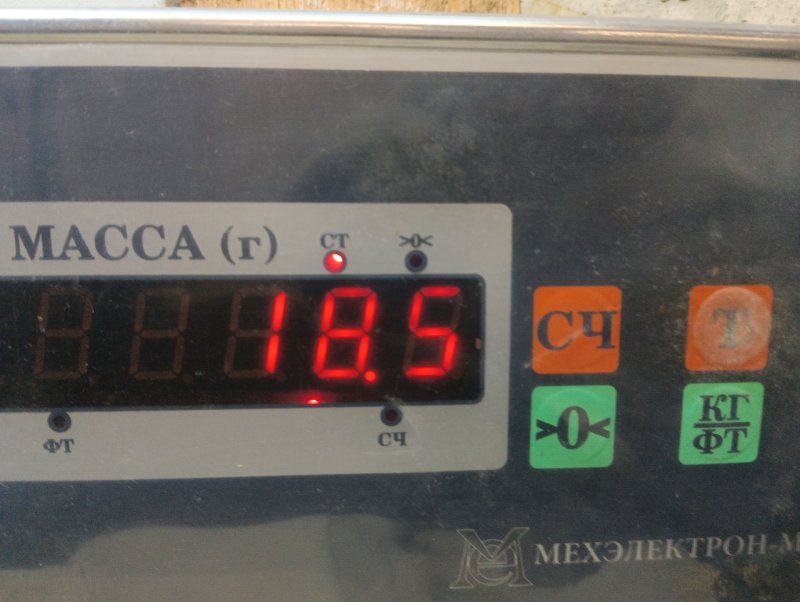 МАССА (г)
СТ
>0<
18.5
ФТ
СЧ
СЧ
Т
>0<
КГ
ФТ
МЕХЭЛЕКТРОН-М